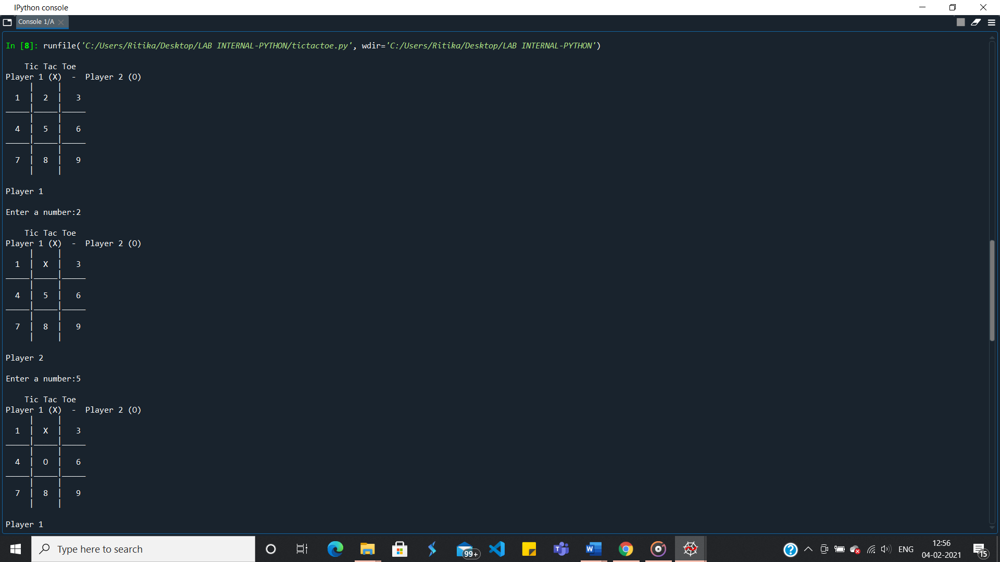 IPython console
Console 1/A
In [8]: runfile('C:/Users/Ritika/Desktop/LAB INTERNAL-PYTHON/tictactoe.py', wdir='C:/Users/Ritika/Desktop/LAB INTERNAL-PYTHON')
Tic Tac Toe
Player 1 (X)  -  Player 2 (O)
     |     |
  1  |  2  |   3
_____|_____|_____
     |     |
  4  |  5  |   6
_____|_____|_____
     |     |
  7  |  8  |   9
     |     |
Player 1
Enter a number:2
Tic Tac Toe
Player 1 (X)  -  Player 2 (O)
     |     |
  1  |  X  |   3
_____|_____|_____
     |     |
  4  |  5  |   6
_____|_____|_____
     |     |
  7  |  8  |   9
     |     |
Player 2
Enter a number:5
Tic Tac Toe
Player 1 (X)  -  Player 2 (O)
     |     |
  1  |  X  |   3
_____|_____|_____
     |     |
  4  |  O  |   6
_____|_____|_____
     |     |
  7  |  8  |   9
     |     |
Player 1
Type here to search
99+
ENG
12:56
04-02-2021
15